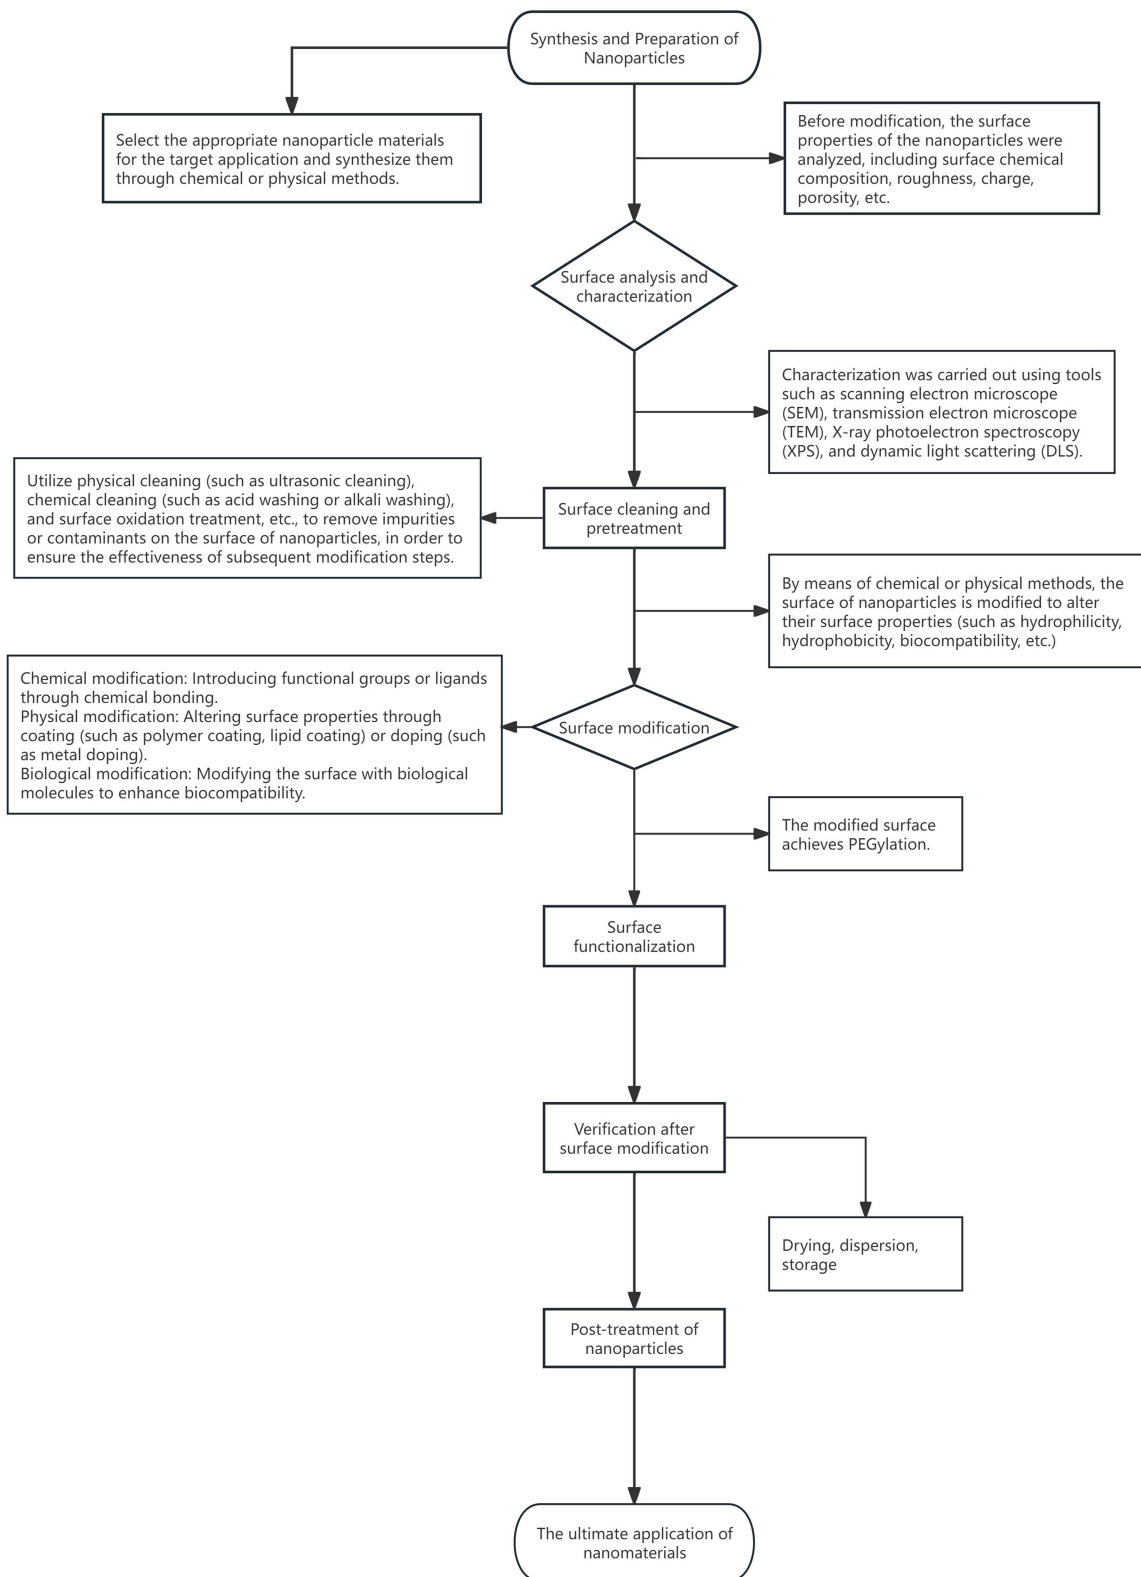 Synthesis and Preparation of
Nanoparticles
Select the appropriate nanoparticle materials
for the target application and synthesize them
through chemical or physical methods.
Before modification, the surface
properties of the nanoparticles were
analyzed, including surface chemical
composition, roughness, charge,
porosity, etc.
Surface analysis and
characterization
Characterization was carried out using tools
such as scanning electron microscope
(SEM), transmission electron microscope
(TEM), X-ray photoelectron spectroscopy
(XPS), and dynamic light scattering (DLS).
Utilize physical cleaning (such as ultrasonic cleaning),
chemical cleaning (such as acid washing or alkali washing),
and surface oxidation treatment, etc., to remove impurities
or contaminants on the surface of nanoparticles, in order to
ensure the effectiveness of subsequent modification steps.
Surface cleaning and
pretreatment
By means of chemical or physical methods, the
surface of nanoparticles is modified to alter
their surface properties (such as hydrophilicity,
hydrophobicity, biocompatibility, etc.)
Chemical modification: Introducing functional groups or ligands
through chemical bonding.
Physical modification: Altering surface properties through
coating (such as polymer coating, lipid coating) or doping (such
as metal doping).
Biological modification: Modifying the surface with biological
molecules to enhance biocompatibility.
Surface modification
The modified surface
achieves PEGylation.
Surface
functionalization
Verification after
surface modification
Drying, dispersion,
storage
Post-treatment of
nanoparticles
The ultimate application of
nanomaterials